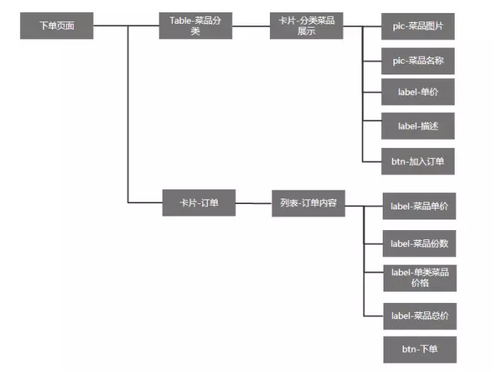 下单页面
Table-菜品分
类
卡片-分类菜品
展示
pic-菜品图片
pic-菜品名称
label-单价
label-描述
btn-加入订单
卡片-订单
列表-订单内容
label-菜品单价
label-菜品份数
label-单类菜品
价格
label-菜品总价
btn-下单